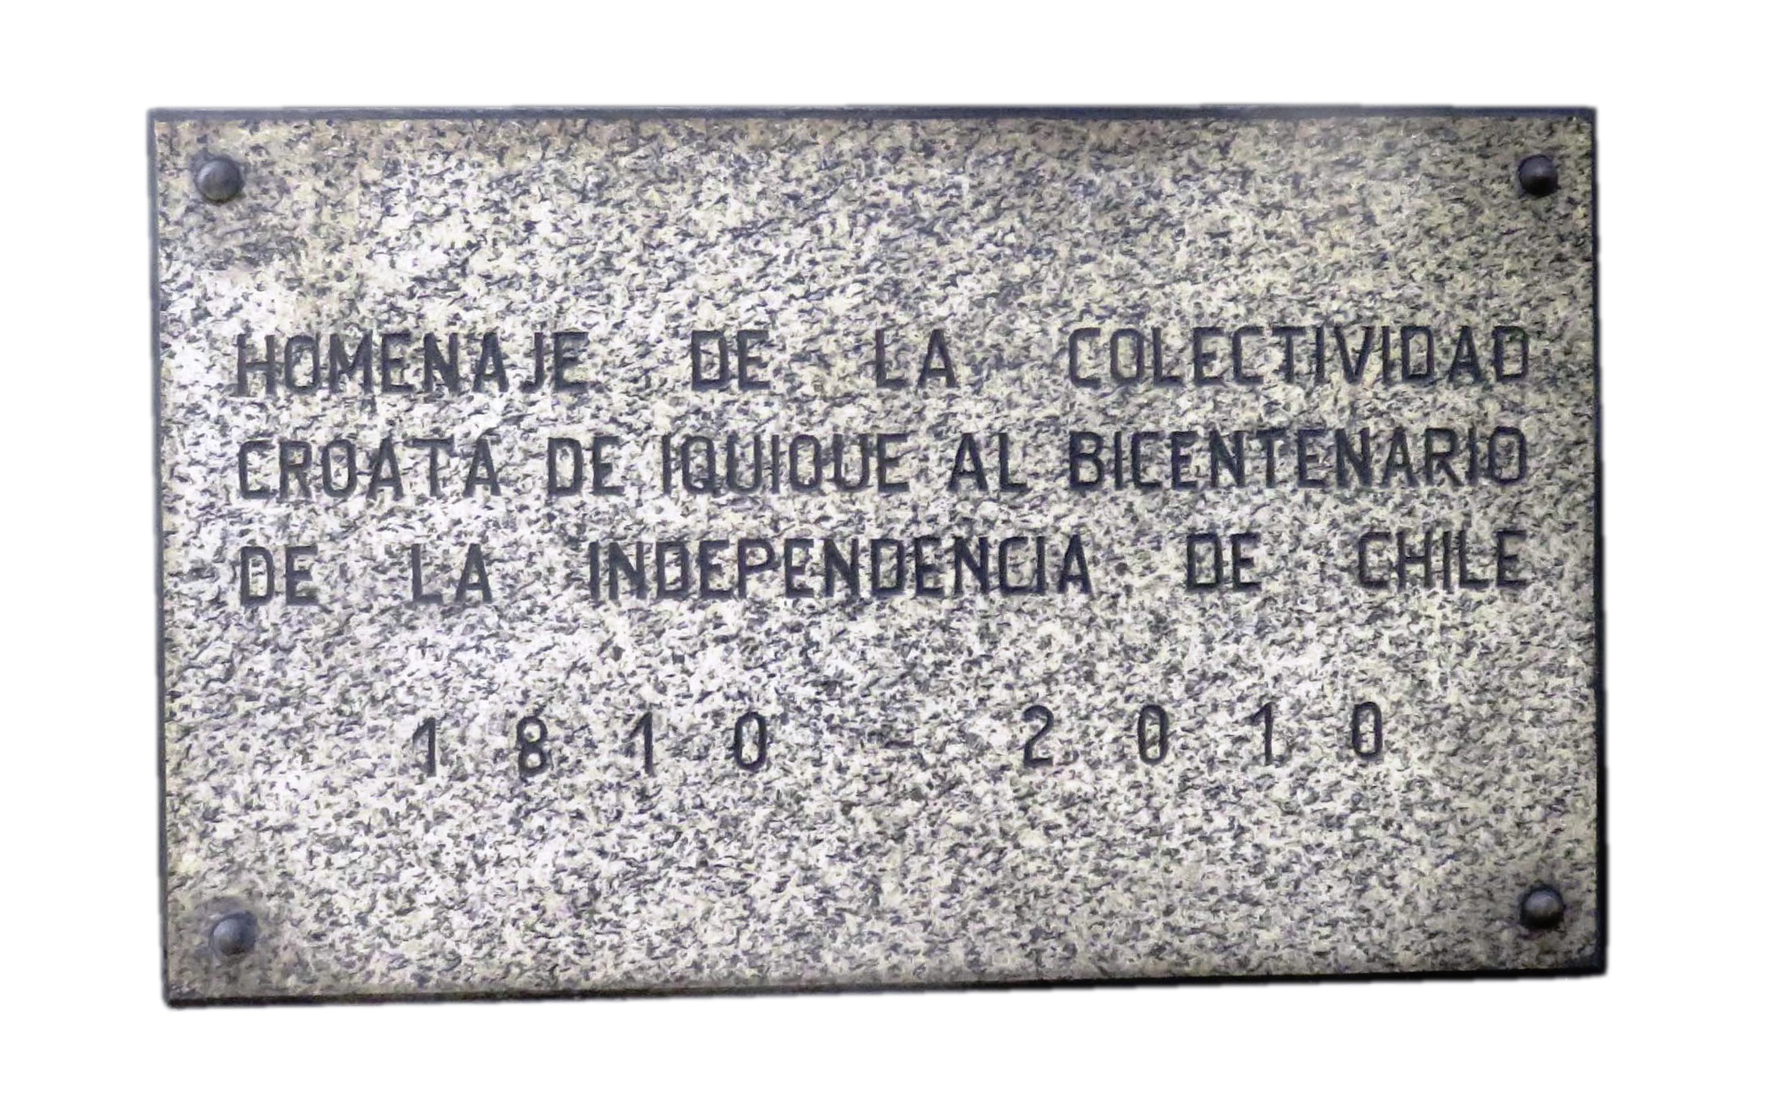 HOMENAJE DE LA COLECTIVIDAD
CROATA DE IQUIQUE AL BICENTENARIO
DE LA INDEPENDENCIA DE CHILE
1810 - 2010